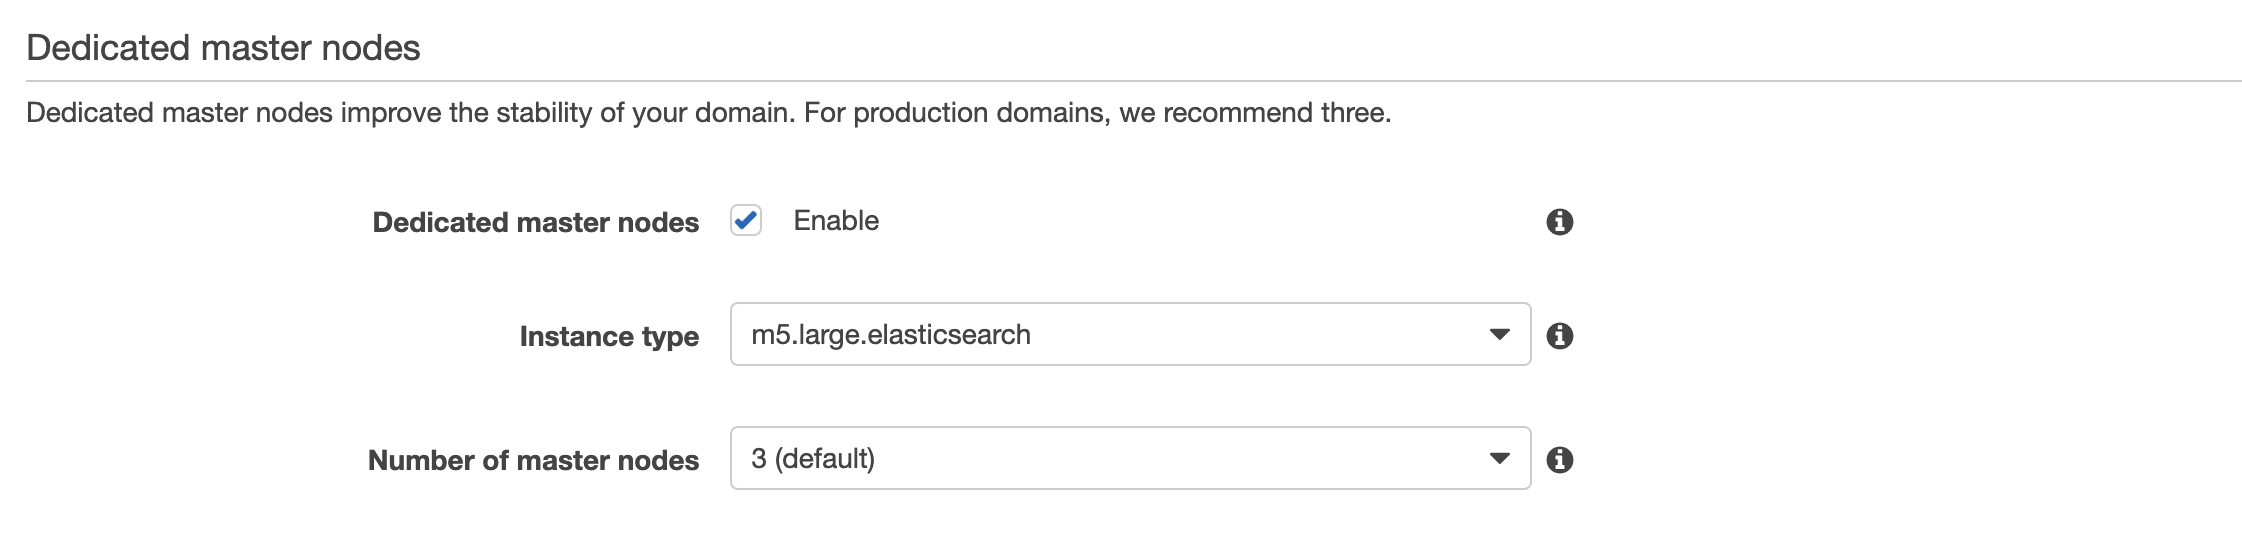 Dedicated master nodes
Dedicated master nodes improve the stability of your domain. For production domains, we recommend three.
Dedicated master nodes Enable
Instance type m5.large.elasticsearch
Number of master nodes 3 (default)